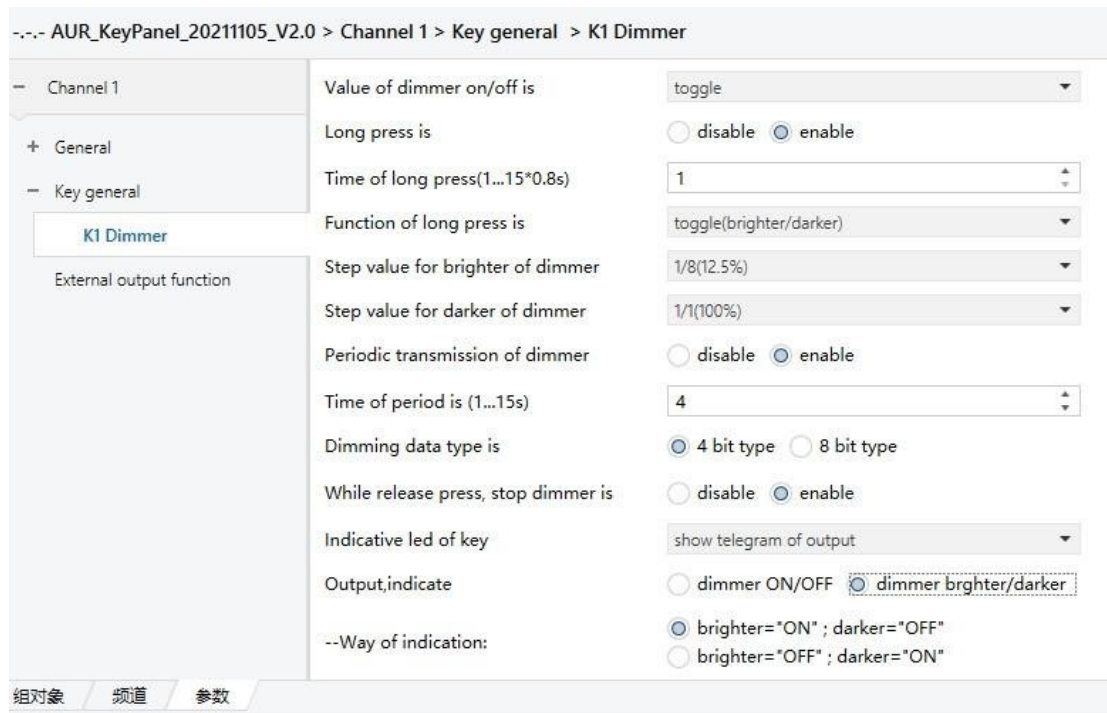 -.-.- AUR_KeyPanel_20211105_V2.0 > Channel 1 > Key general > K1 Dimmer
− Channel 1
+ General
− Key general
K1 Dimmer
External output function
Value of dimmer on/off is toggle
Long press is disable enable
Time of long press(1...15*0.8s) 1
Function of long press is toggle(brighter/darker)
Step value for brighter of dimmer 1/8(12.5%)
Step value for darker of dimmer 1/1(100%)
Periodic transmission of dimmer disable enable
Time of period is (1...15s) 4
Dimming data type is 4 bit type 8 bit type
While release press, stop dimmer is disable enable
Indicative led of key show telegram of output
Output,indicate dimmer ON/OFF dimmer brghter/darker
--Way of indication: brighter="ON" ; darker="OFF"
brighter="OFF" ; darker="ON"
组对象 频道 参数